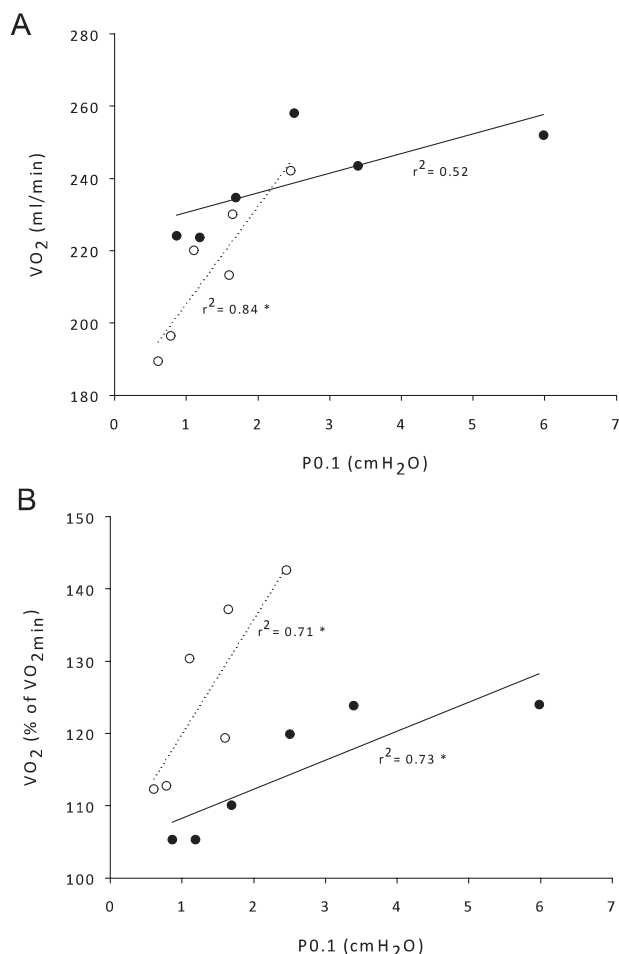 A
280
260
240
220
200
180
VO2 (ml/min)
r2= 0.52
r2= 0.84 *
0 1 2 3 4 5 6 7
P0.1 (cmH2O)
B
150
140
130
120
110
100
VO2 (% of VO2min)
r2= 0.71 *
r2= 0.73 *
0 1 2 3 4 5 6 7
P0.1 (cmH2O)